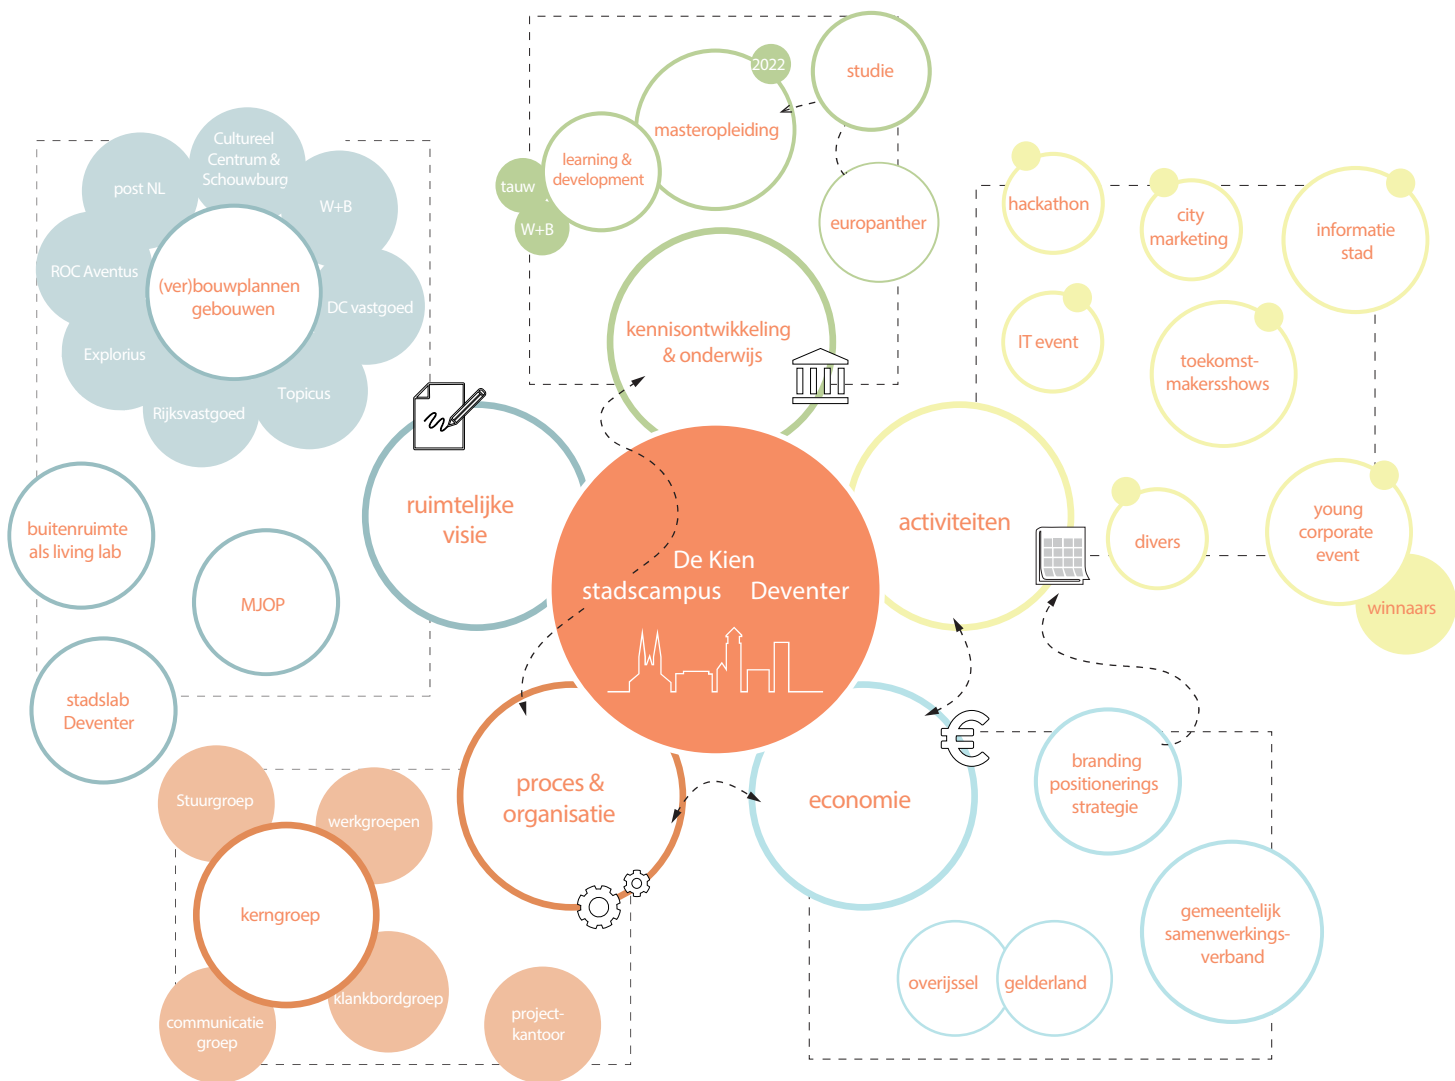 De Kien
stadscampus Deventer
kennisontwikkeling
& onderwijs
masteropleiding
2022
studie
learning &
development
tauw
W+B
europanther
activiteiten
hackathon
city
marketing
informatie
stad
IT event
toekomst-
makersshows
divers
young
corporate
event
winnaars
economie
branding
positionerings
strategie
gemeentelijk
samenwerkings-
verband
overijssel
gelderland
proces &
organisatie
kerngroep
Stuurgroep
werkgroepen
klankbordgroep
communicatie
groep
project-
kantoor
ruimtelijke
visie
(ver)bouwplannen
gebouwen
Cultureel
Centrum &
Schouwburg
W+B
DC vastgoed
Topicus
Rijksvastgoed
Explorius
ROC Aventus
post NL
buitenruimte
als living lab
MJOP
stadslab
Deventer